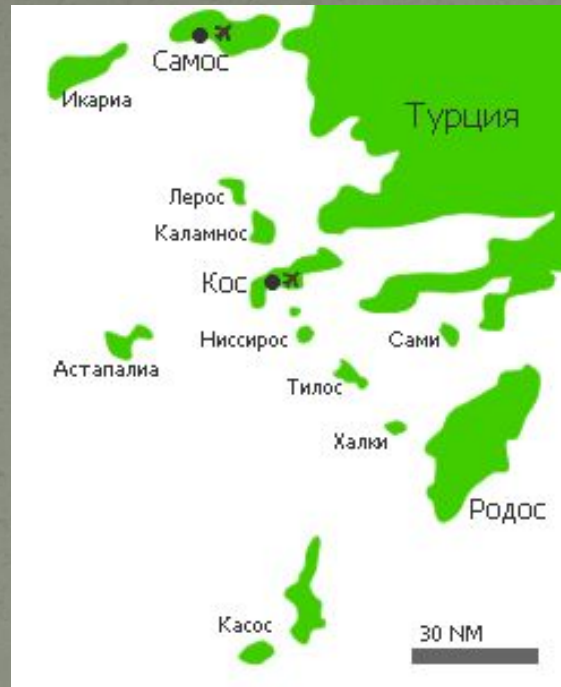 Самос
Икариа
Турция
Лерос
Каламнос
Кос
Ниссирос
Сами
Астапалиа
Тилос
Халки
Родос
Касос
30 NM